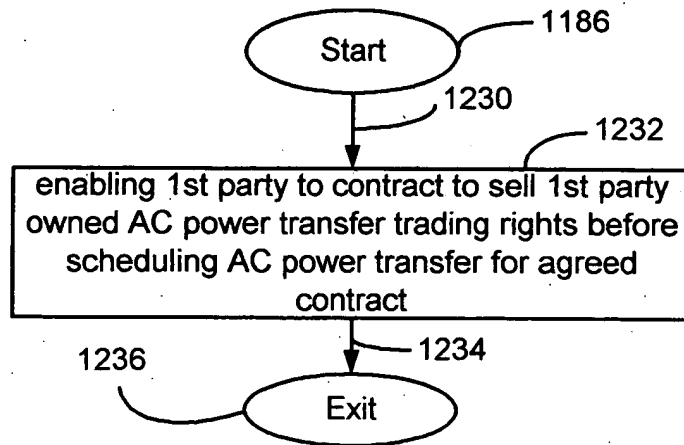 Start
1186
1230
1232
enabling 1st party to contract to sell 1st party
owned AC power transfer trading rights before
scheduling AC power transfer for agreed
contract
1234
1236
Exit